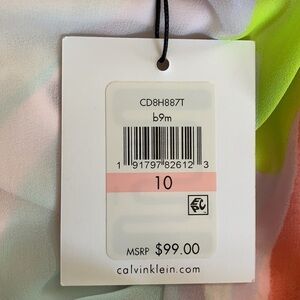 CD8H887T
b9m
1 91797 82612 3
10
MSRP $99.00
calvinklein.com